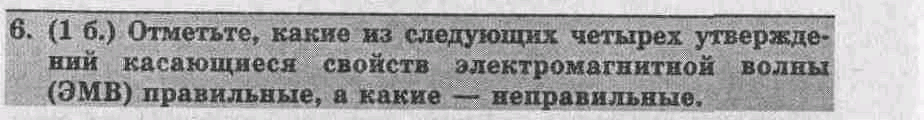 6. (1 б.) Отметьте, какие из следующих четырех утвержде-
ний касающиеся свойств электромагнитной волны
(ЭМВ) правильные, а какие — неправильные.